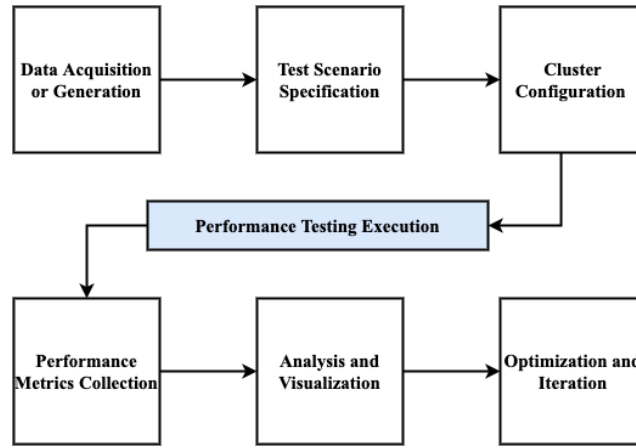 Data Acquisition
or Generation
Test Scenario
Specification
Cluster
Configuration
Performance Testing Execution
Performance
Metrics Collection
Analysis and
Visualization
Optimization and
Iteration